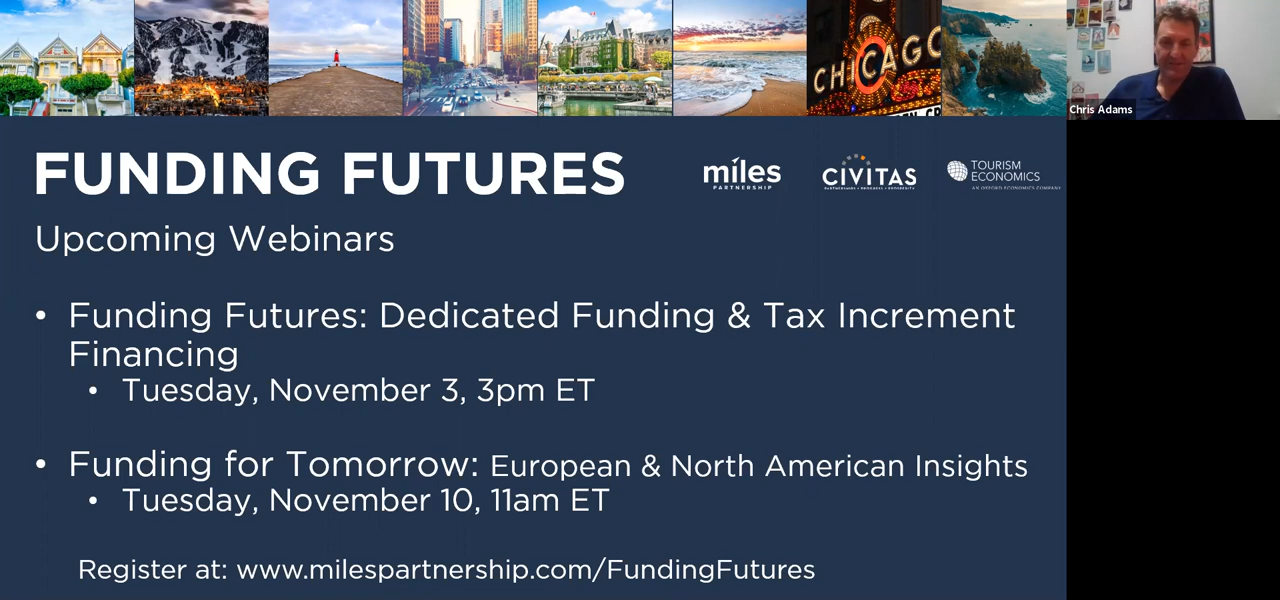 CHICAGO
Chris Adams
FUNDING FUTURES
miles
PARTNERSHIP
CIVITAS
TOURISM
ECONOMICS
AN OXFORD ECONOMICS COMPANY
Upcoming Webinars
• Funding Futures: Dedicated Funding & Tax Increment
Financing
• Tuesday, November 3, 3pm ET
• Funding for Tomorrow: European & North American Insights
• Tuesday, November 10, 11am ET
Register at: www.milespartnership.com/FundingFutures